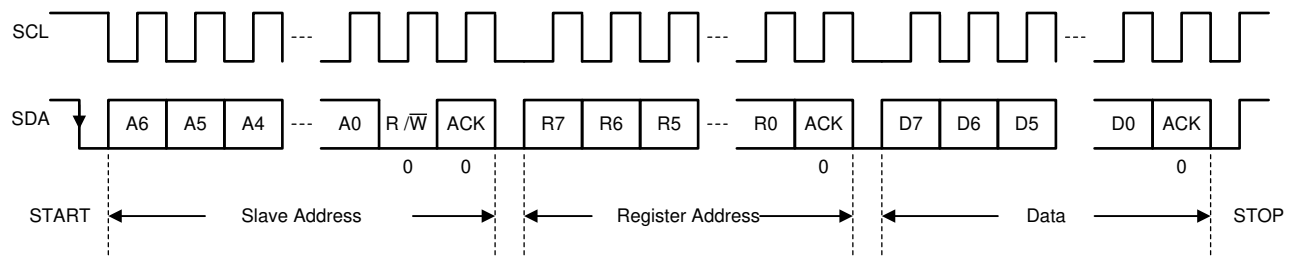 SCL --- --- ---
SDA A6 A5 A4 --- A0 R /W̅ ACK R7 R6 R5 --- R0 ACK D7 D6 D5 D0 ACK
0 0 0 0
START Slave Address Register Address Data STOP